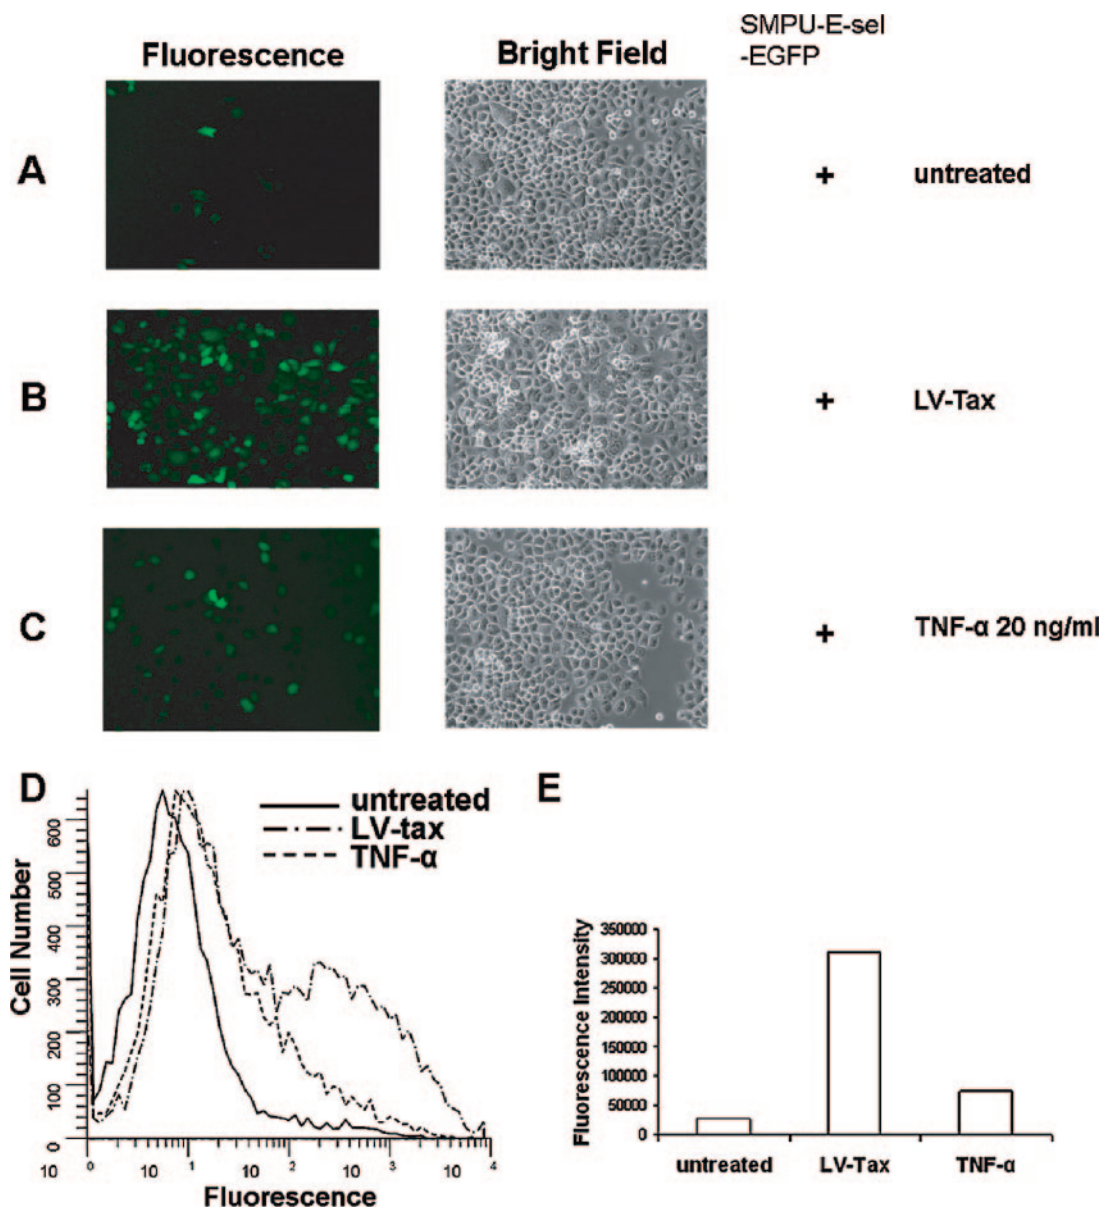 SMPU-E-sel
-EGFP
Fluorescence
Bright Field
A
+
untreated
B
+
LV-Tax
C
+
TNF-α 20 ng/ml
D
untreated
LV-tax
TNF-α
Cell Number
600
500
400
300
200
100
0
10 0
10 1
10 2
10 3
10 4
Fluorescence
E
Fluorescence Intensity
350000
300000
250000
200000
150000
100000
50000
0
untreated
LV-Tax
TNF-α